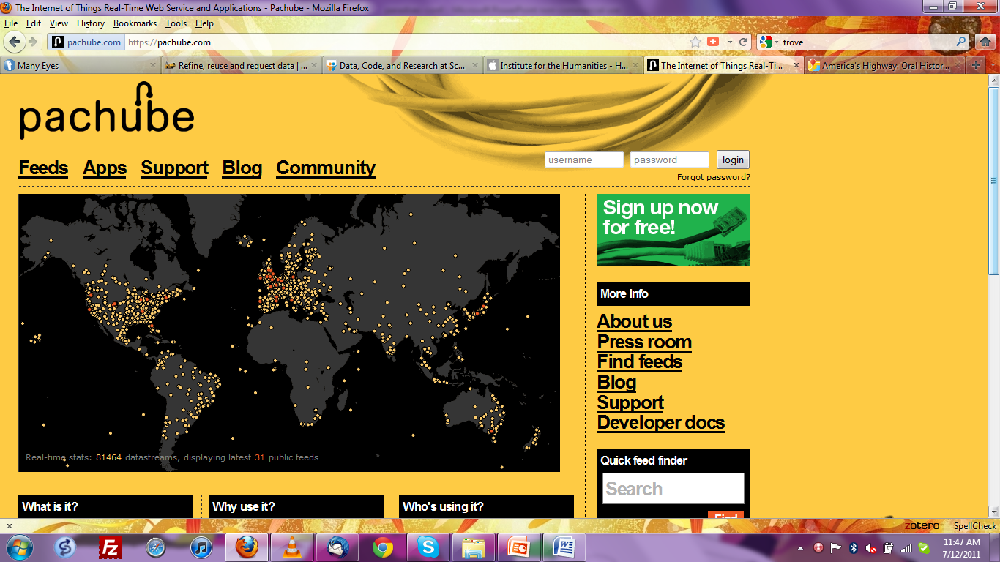 The Internet of Things Real-Time Web Service and Applications - Pachube - Mozilla Firefox
File Edit View History Bookmarks Tools Help
pachube.com https://pachube.com trove
Many Eyes Refine, reuse and request data | ... Data, Code, and Research at Sc... Institute for the Humanities - H... The Internet of Things Real-Ti... America's Highway: Oral Histor...
pachube
username password login
Feeds Apps Support Blog Community
Forgot password?
Sign up now
for free!
More info
About us
Press room
Find feeds
Blog
Support
Developer docs
Real-time stats: 81464 datastreams, displaying latest 31 public feeds
Quick feed finder
Search
Find
What is it? Why use it? Who's using it?
zotero SpellCheck
11:47 AM
7/12/2011